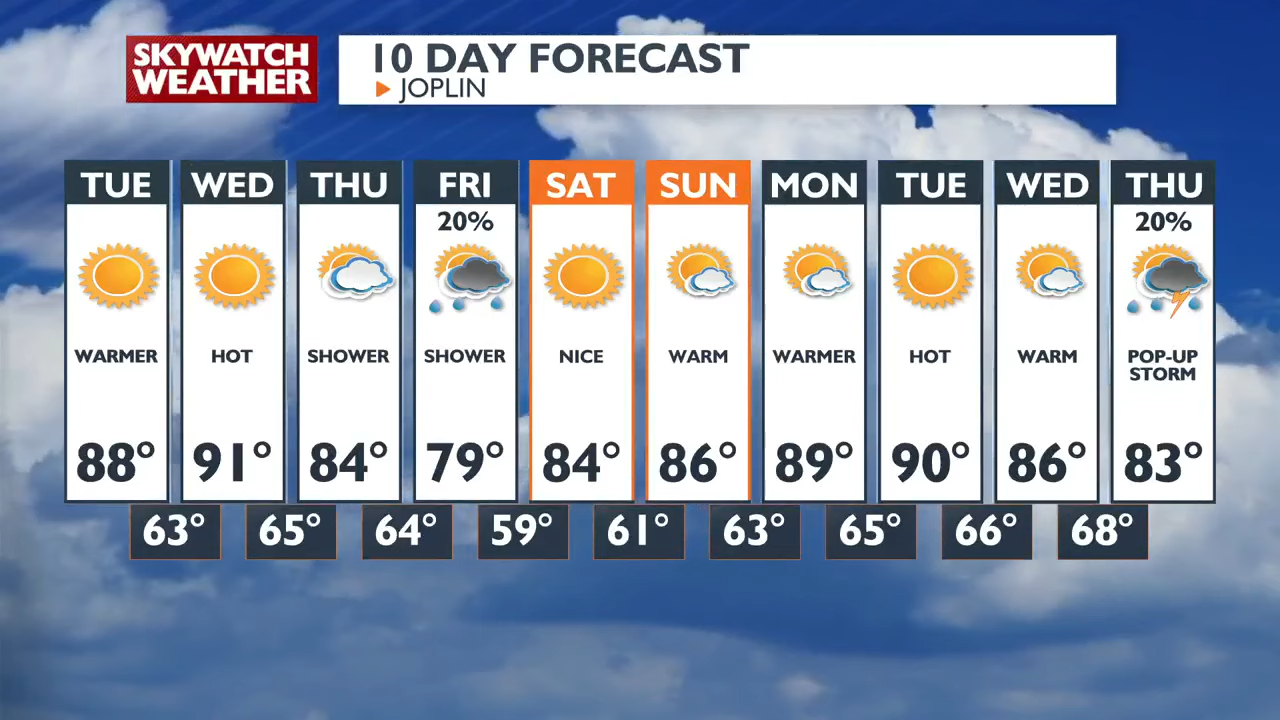 SKYWATCH
WEATHER
10 DAY FORECAST
JOPLIN
TUE WED THU FRI SAT SUN MON TUE WED THU
20% 20%
WARMER HOT SHOWER SHOWER NICE WARM WARMER HOT WARM POP-UP
STORM
88° 91° 84° 79° 84° 86° 89° 90° 86° 83°
63° 65° 64° 59° 61° 63° 65° 66° 68°